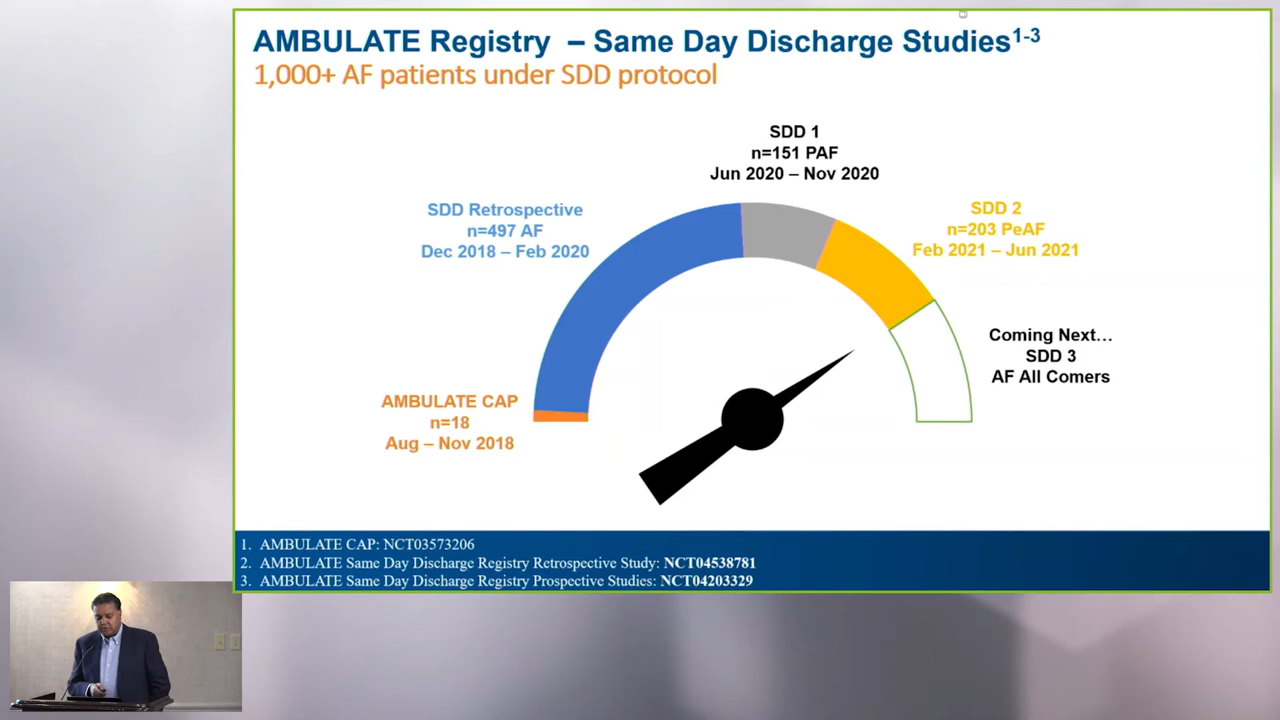 AMBULATE Registry – Same Day Discharge Studies1-3
1,000+ AF patients under SDD protocol
SDD 1
n=151 PAF
Jun 2020 – Nov 2020
SDD Retrospective
n=497 AF
Dec 2018 – Feb 2020
SDD 2
n=203 PeAF
Feb 2021 – Jun 2021
Coming Next…
SDD 3
AF All Comers
AMBULATE CAP
n=18
Aug – Nov 2018
1. AMBULATE CAP: NCT03573206
2. AMBULATE Same Day Discharge Registry Retrospective Study: NCT04538781
3. AMBULATE Same Day Discharge Registry Prospective Studies: NCT04203329